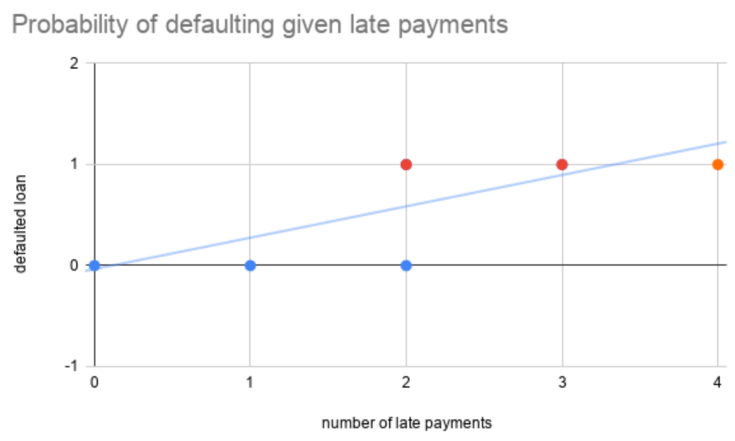 Probability of defaulting given late payments
2
1
0
-1
defaulted loan
0 1 2 3 4
number of late payments